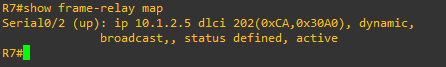 R7#show frame-relay map
Serial0/2 (up): ip 10.1.2.5 dlci 202(0xCA,0x30A0), dynamic,
broadcast,, status defined, active
R7#